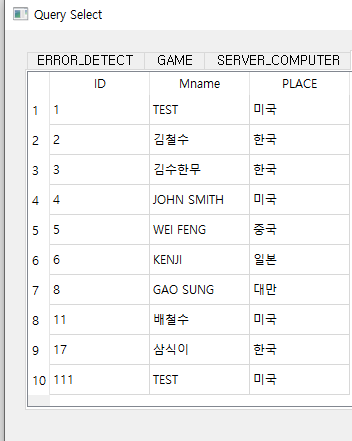 Query Select
ERROR_DETECT GAME SERVER_COMPUTER
ID Mname PLACE
1 1 TEST 미국
2 2 김철수 한국
3 3 김수한무 한국
4 4 JOHN SMITH 미국
5 5 WEI FENG 중국
6 6 KENJI 일본
7 8 GAO SUNG 대만
8 11 배철수 미국
9 17 삼식이 한국
10 111 TEST 미국